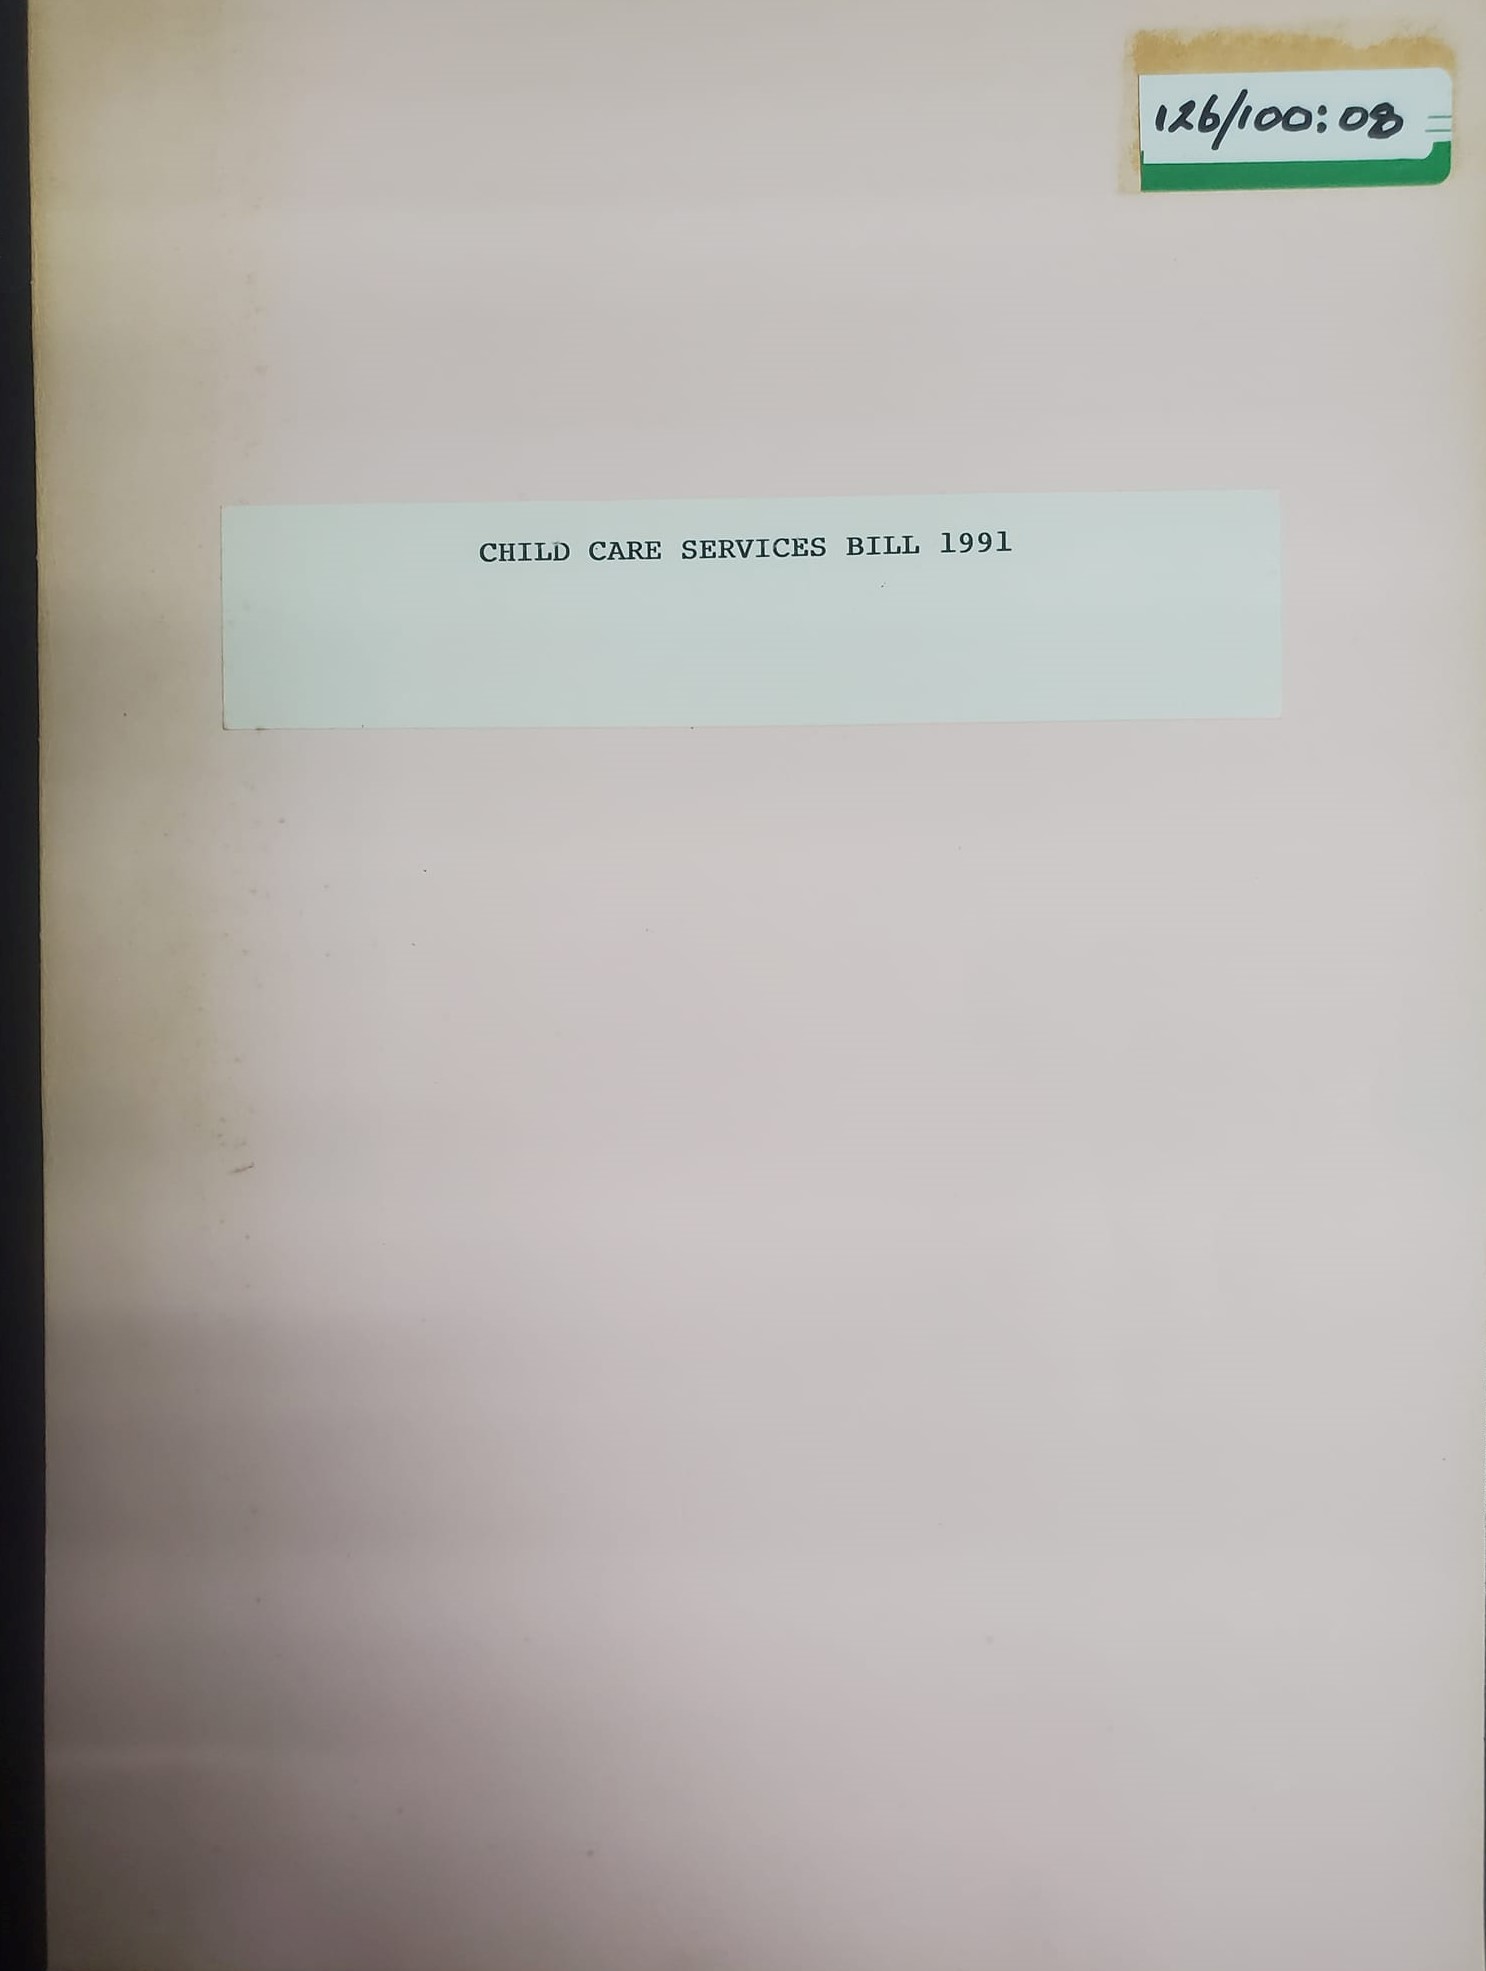 126/100:08
CHILD CARE SERVICES BILL 1991